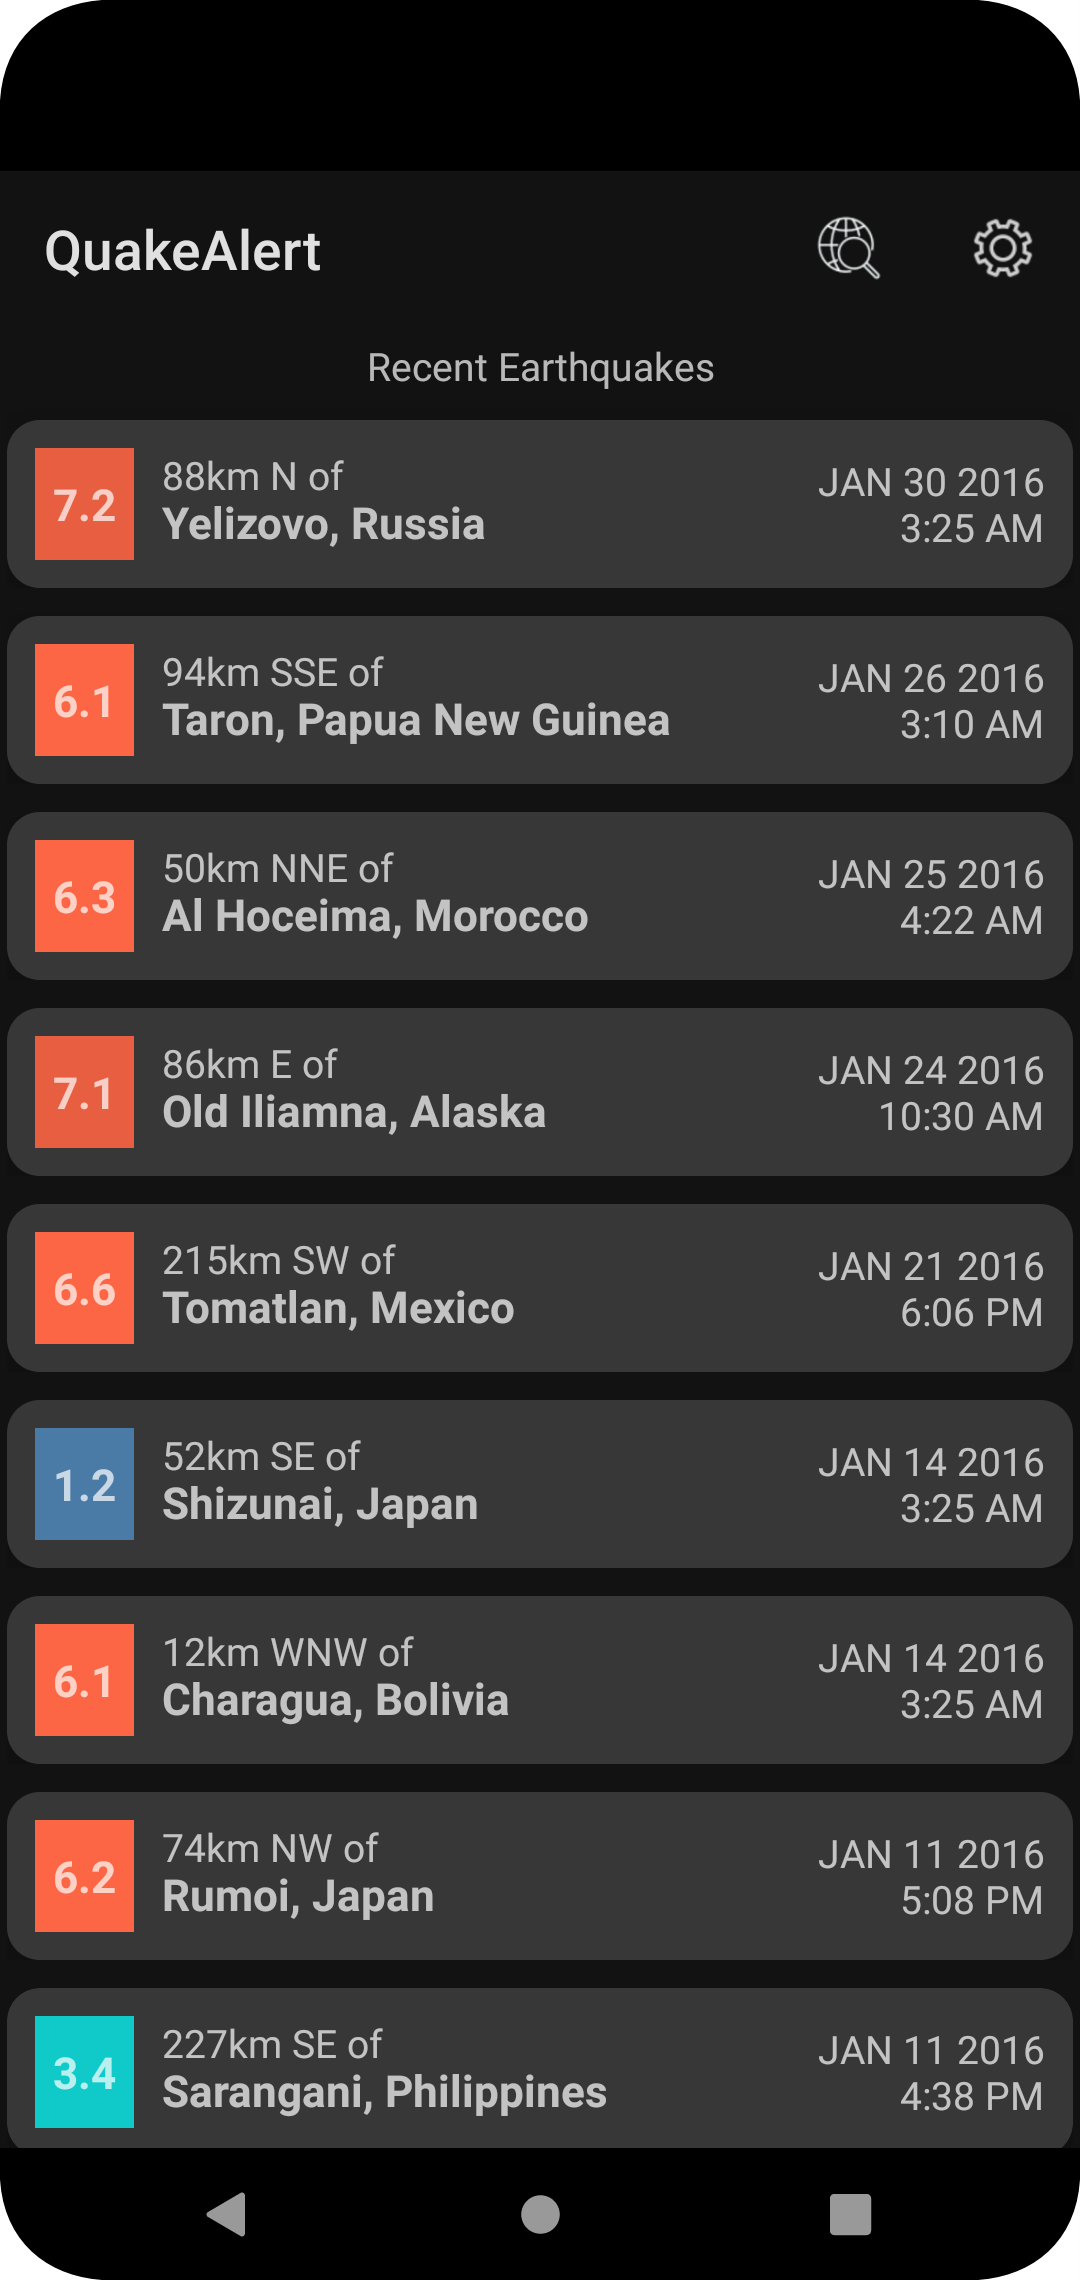 QuakeAlert
Recent Earthquakes
7.2
88km N of
Yelizovo, Russia
JAN 30 2016
3:25 AM
6.1
94km SSE of
Taron, Papua New Guinea
JAN 26 2016
3:10 AM
6.3
50km NNE of
Al Hoceima, Morocco
JAN 25 2016
4:22 AM
7.1
86km E of
Old Iliamna, Alaska
JAN 24 2016
10:30 AM
6.6
215km SW of
Tomatlan, Mexico
JAN 21 2016
6:06 PM
1.2
52km SE of
Shizunai, Japan
JAN 14 2016
3:25 AM
6.1
12km WNW of
Charagua, Bolivia
JAN 14 2016
3:25 AM
6.2
74km NW of
Rumoi, Japan
JAN 11 2016
5:08 PM
3.4
227km SE of
Sarangani, Philippines
JAN 11 2016
4:38 PM